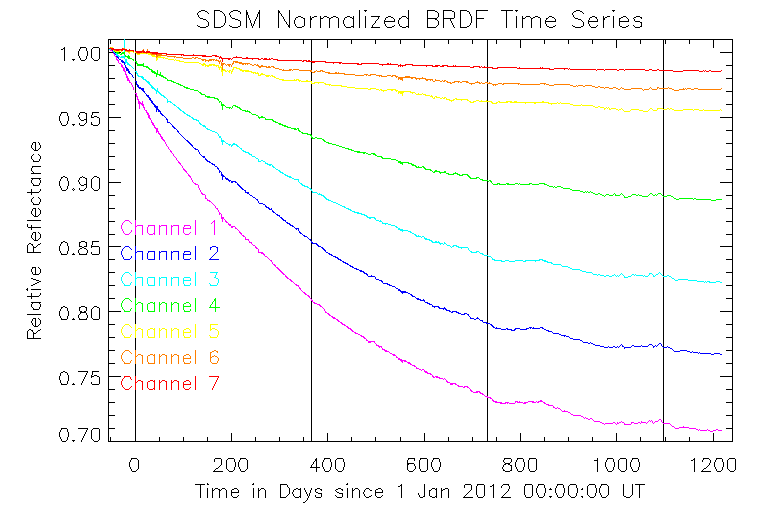 SDSM Normalized BRDF Time Series
1.00
0.95
0.90
0.85
0.80
0.75
0.70
Relative Reflectance
Channel 1
Channel 2
Channel 3
Channel 4
Channel 5
Channel 6
Channel 7
0 200 400 600 800 1000 1200
Time in Days since 1 Jan 2012 00:00:00 UT